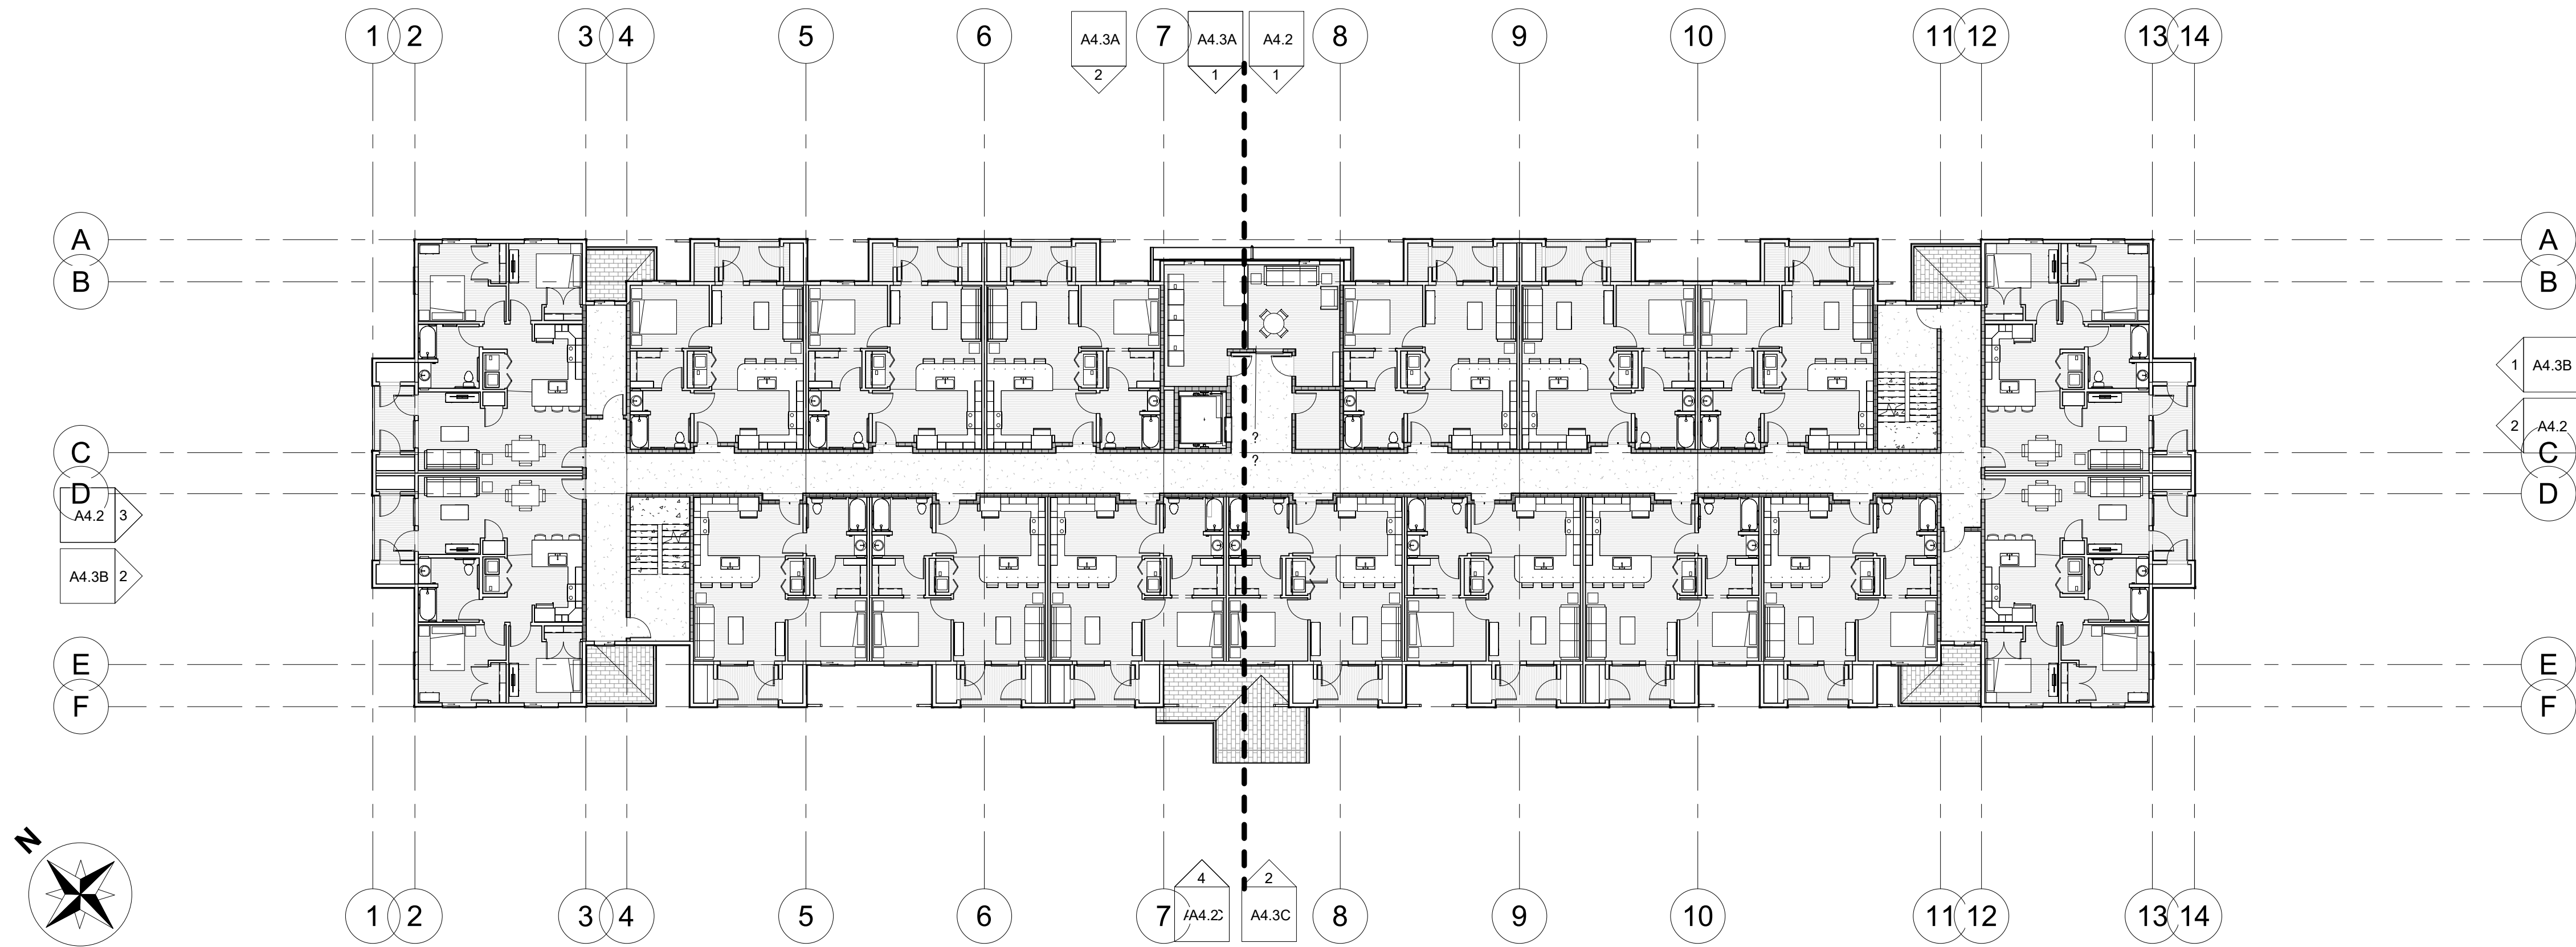 1 2 3 4 5 6 7 8 9 10 11 12 13 14
A4.3A A4.3A A4.2
2 1 1
A A
B B
1 A4.3B
2 A4.2
C C
D D
A4.2 3
A4.3B 2
?
?
E E
F F
N
4 2
A4.2 A4.3C
1 2 3 4 5 6 7 8 9 10 11 12 13 14